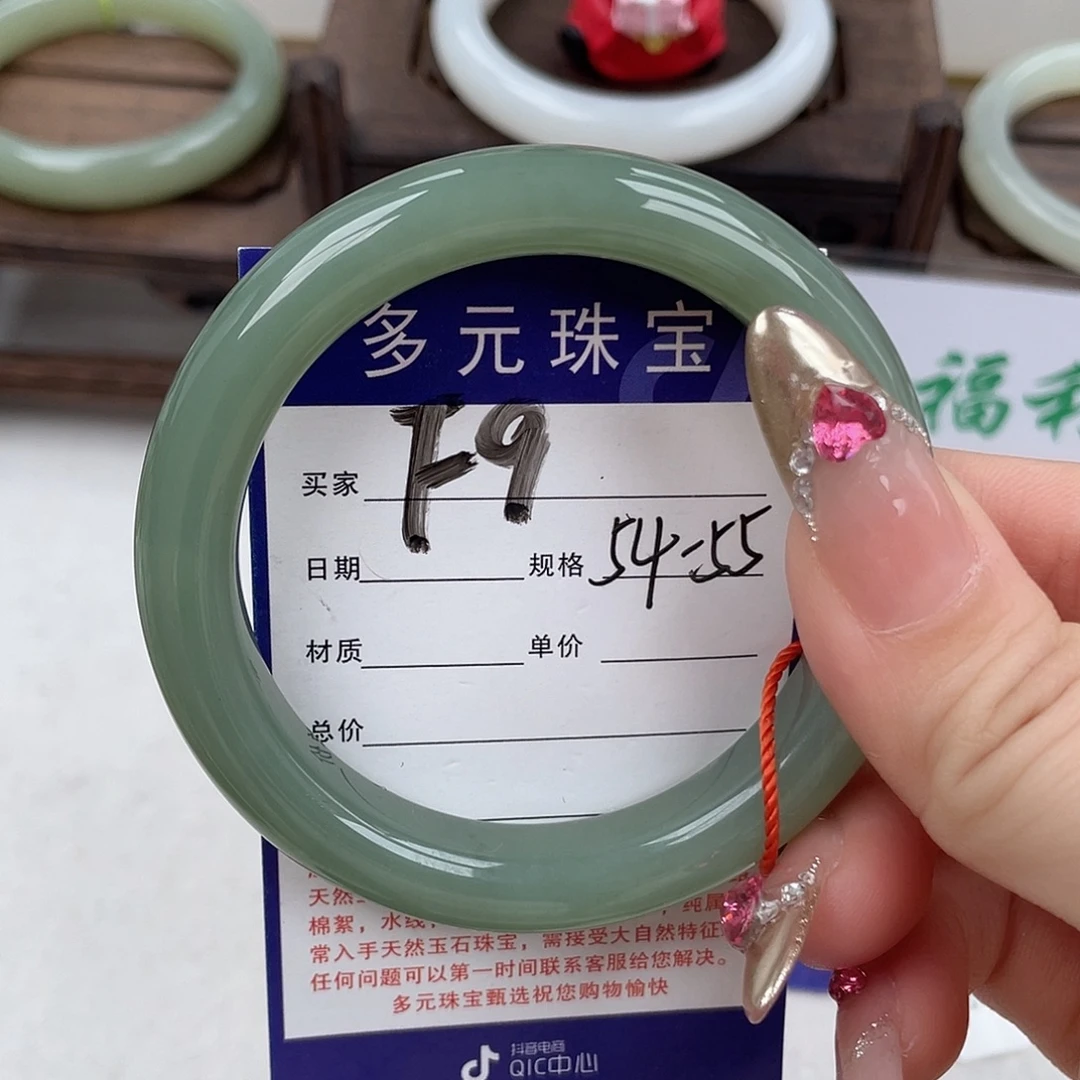 多元珠宝
F-9
买家
日期 规格 54-55
材质 单价
总价
天然
棉絮，水线， ，纯属
常入手天然玉石珠宝，需接受大自然特征
任何问题可以第一时间联系客服给您解决。
多元珠宝甄选祝您购物愉快
抖音电商
QIC中心
福利